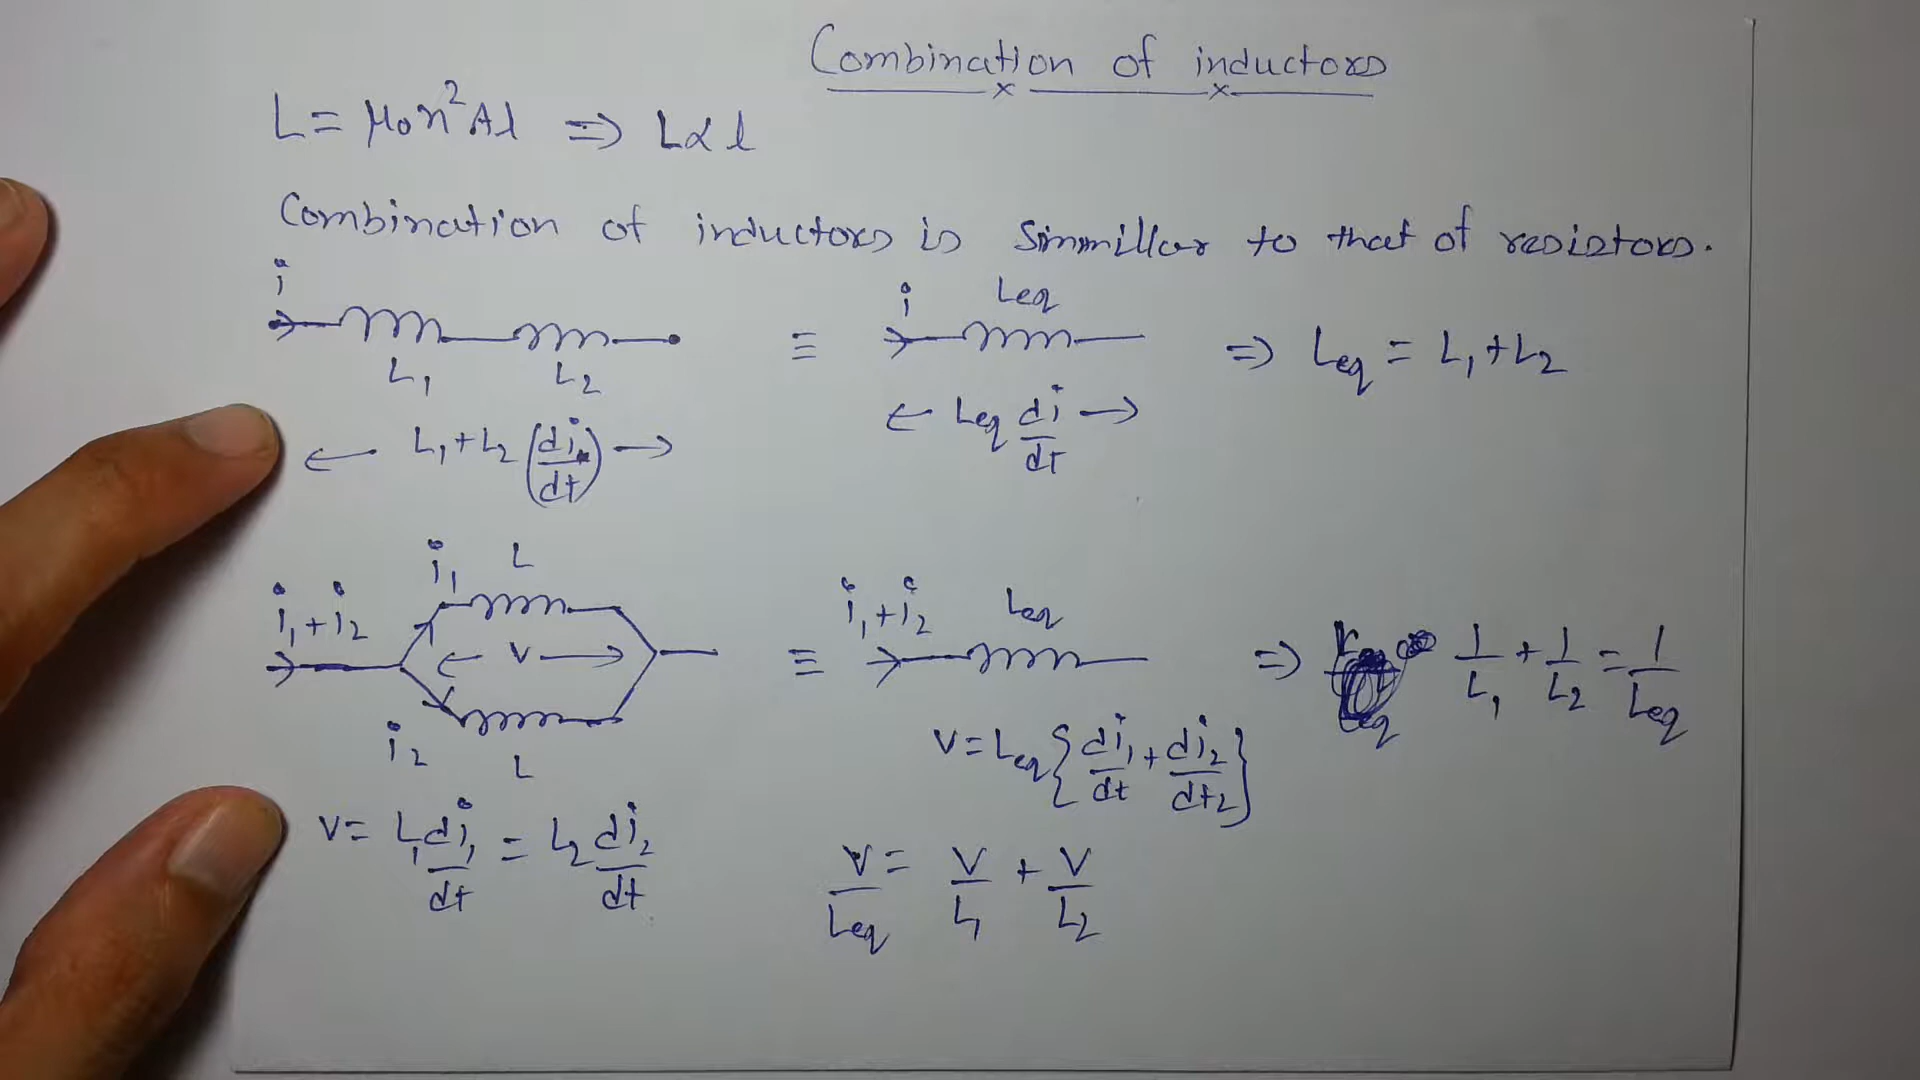 Combination of inductors
L = μ₀n²Al ⇒ L ∝ l
Combination of inductors is simmillar to that of resistors.
i
L₁ L₂
≡
i Leq
⇒ Leq = L₁+L₂
← L₁+L₂ (di/dt) →
← Leq di/dt →
i₁+i₂ i₁ L
← V →
i₂ L
≡
i₁+i₂ Leq
⇒ 1/L₁ + 1/L₂ = 1/Leq
V = Leq {di₁/dt + di₂/dt₂}
V = L₁di₁/dt = L₂ di₂/dt
V/Leq = V/L₁ + V/L₂